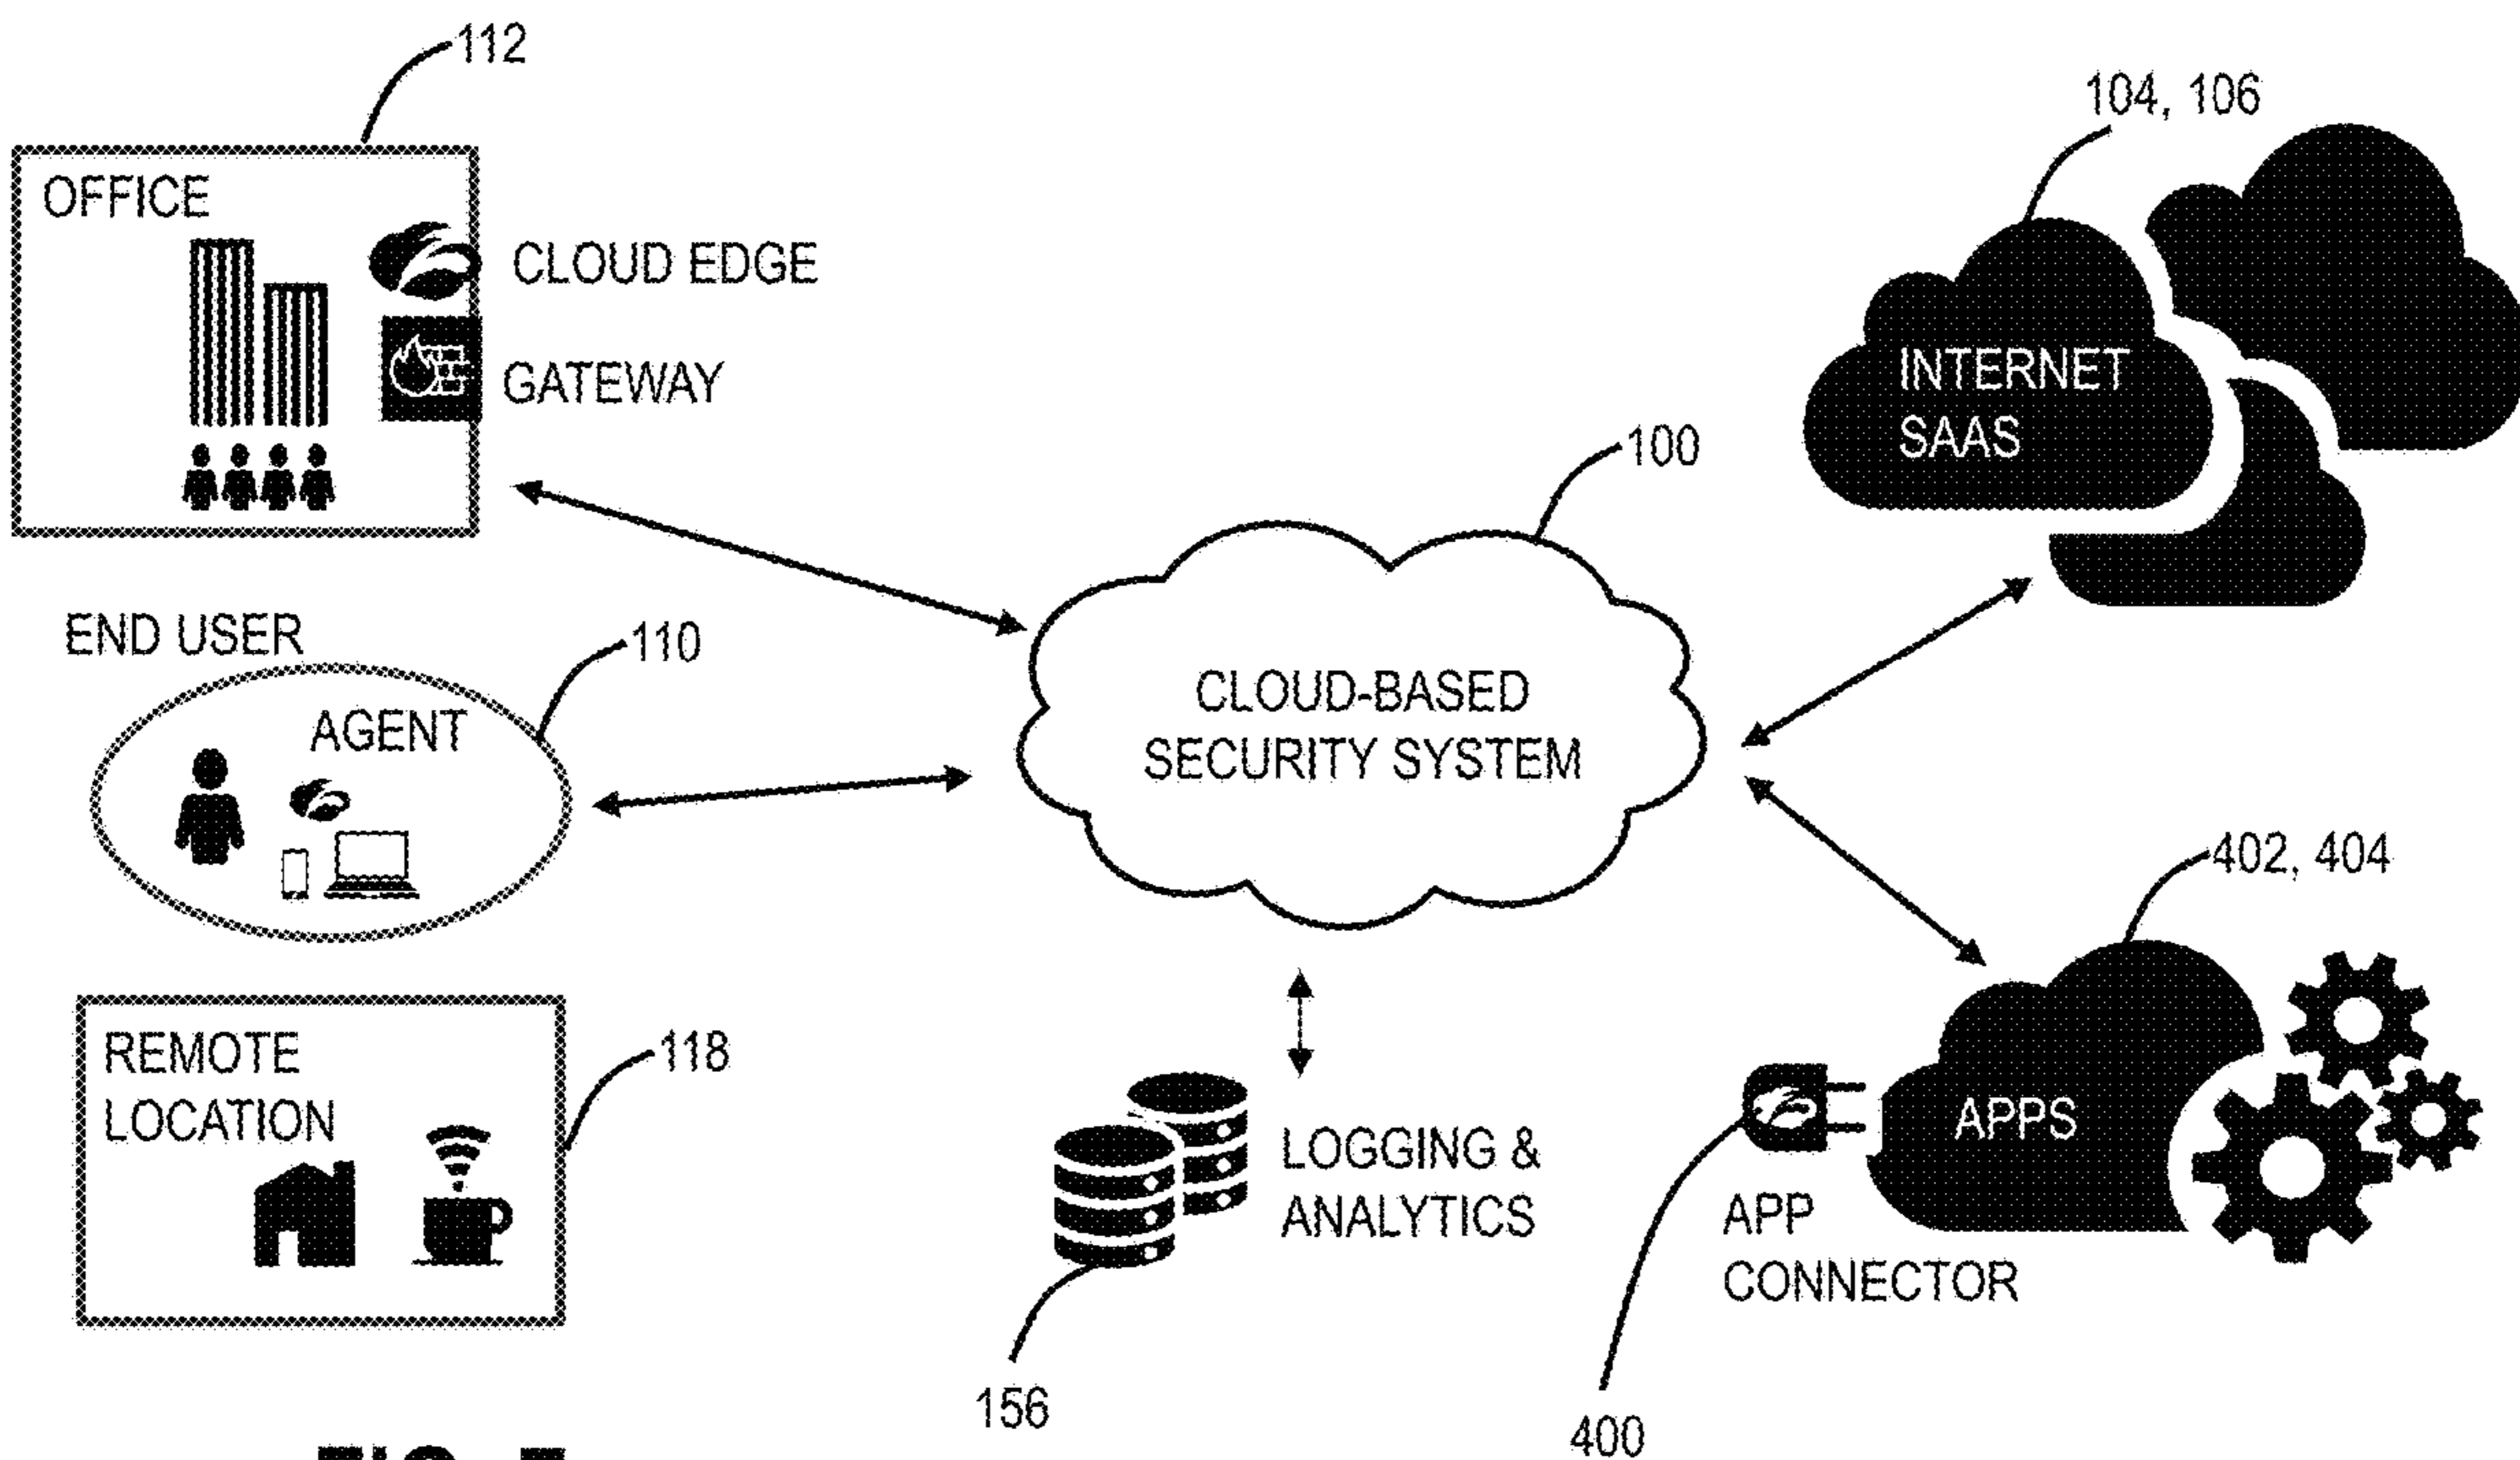 112
104, 106
OFFICE
CLOUD EDGE
GATEWAY
INTERNET
SAAS
100
END USER
110
AGENT
CLOUD-BASED
SECURITY SYSTEM
402, 404
REMOTE
LOCATION
118
LOGGING &
ANALYTICS
APPS
APP
CONNECTOR
156
400